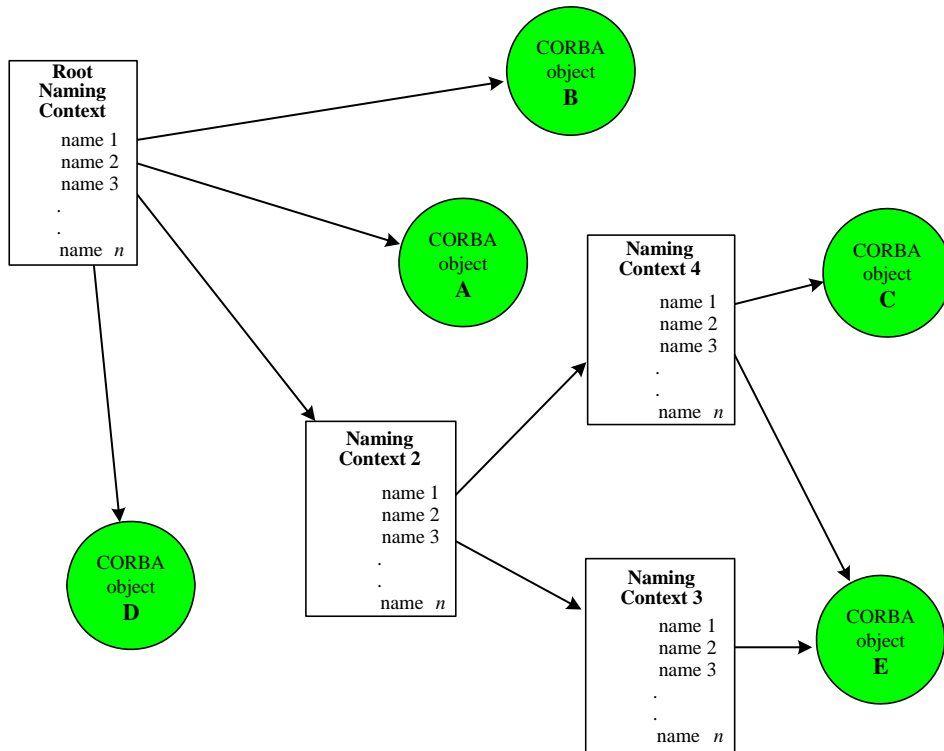 Root
Naming
Context
name 1
name 2
name 3
.
.
name n
CORBA
object
B
CORBA
object
A
Naming
Context 4
name 1
name 2
name 3
.
.
name n
CORBA
object
C
Naming
Context 2
name 1
name 2
name 3
.
.
name n
CORBA
object
D
Naming
Context 3
name 1
name 2
name 3
.
.
name n
CORBA
object
E